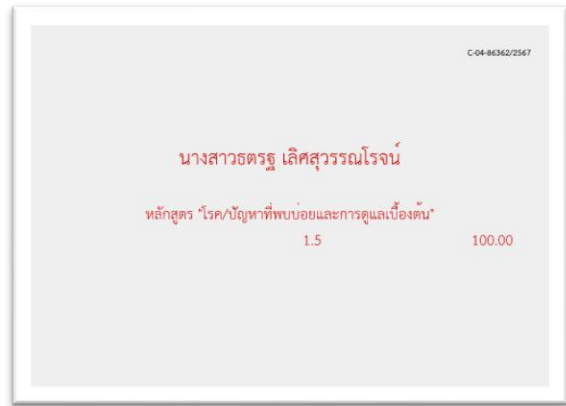 C-04-86362/2567
นางสาวธตรฐ เลิศสุวรรณโรจน์
หลักสูตร "โรค/ปัญหาที่พบบ่อยและการดูแลเบื้องต้น"
1.5 100.00